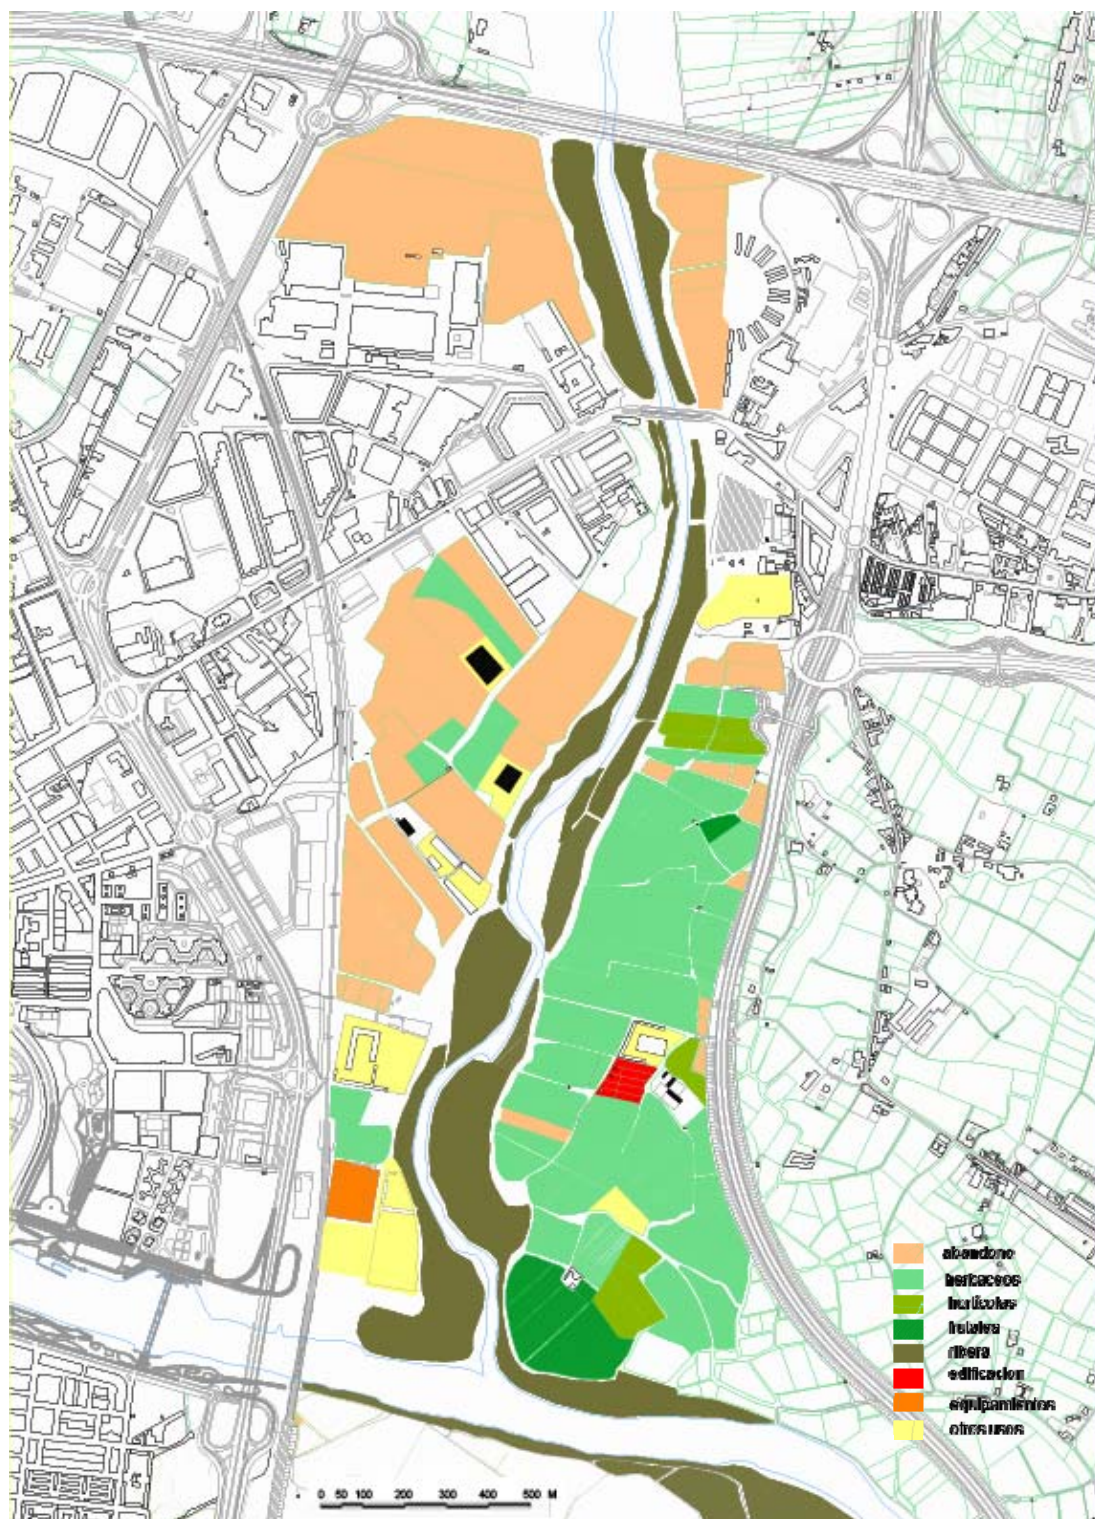 abandono
herbaceos
horticolas
frutales
ribera
edificacion
equipamientos
otros usos
0 50 100 200 300 400 500 M